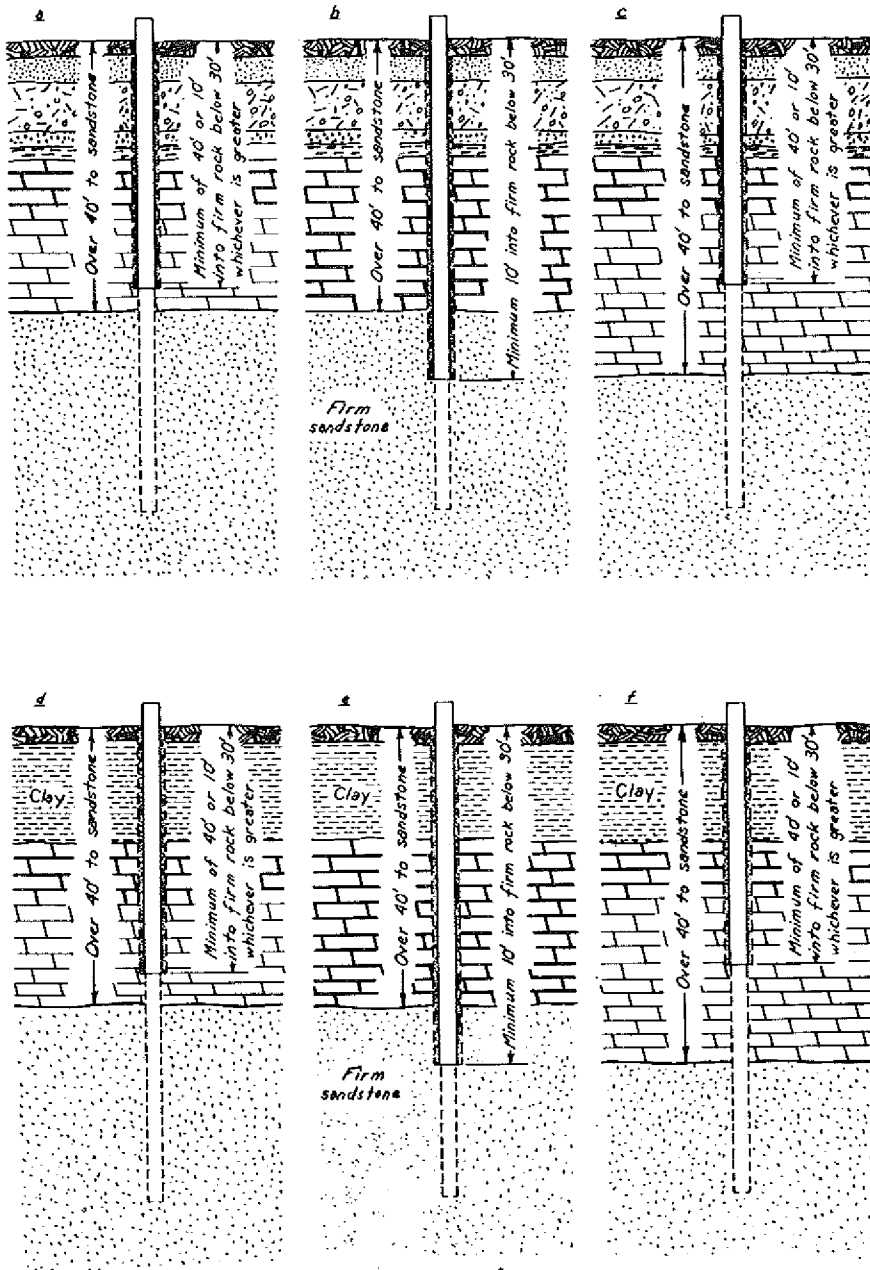 a
Over 40' to sandstone
Minimum of 40' or 10'
into firm rock below 30'
whichever is greater
b
Over 40' to sandstone
Minimum 10' into firm rock below 30'
Firm
sandstone
c
Over 40' to sandstone
Minimum of 40' or 10'
into firm rock below 30'
whichever is greater
d
Clay
Over 40' to sandstone
Minimum of 40' or 10'
into firm rock below 30'
whichever is greater
e
Clay
Over 40' to sandstone
Minimum 10' into firm rock below 30'
Firm
sandstone
f
Clay
Over 40' to sandstone
Minimum of 40' or 10'
into firm rock below 30'
whichever is greater